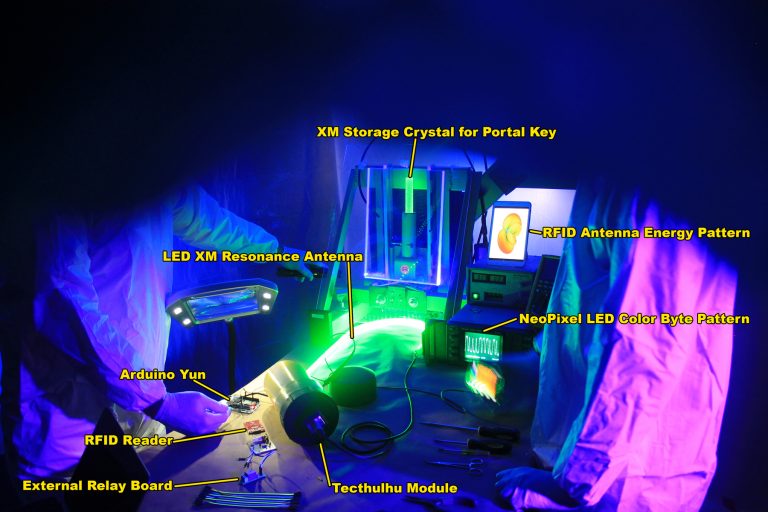 XM Storage Crystal for Portal Key
RFID Antenna Energy Pattern
LED XM Resonance Antenna
NeoPixel LED Color Byte Pattern
Arduino Yun
RFID Reader
External Relay Board
Tecthulhu Module